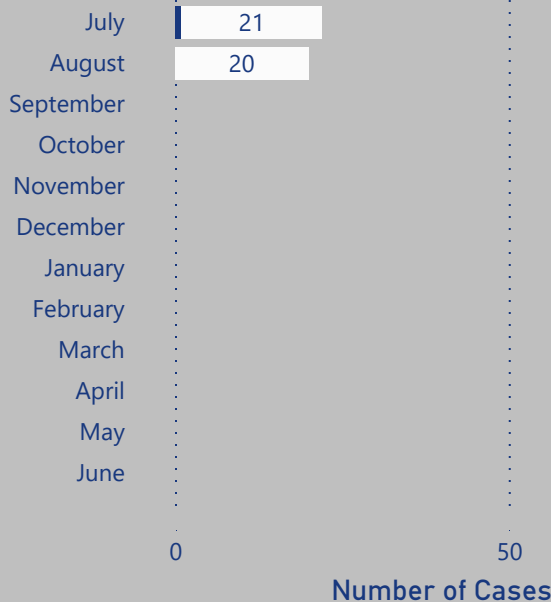 July 21
August 20
September
October
November
December
January
February
March
April
May
June
0 50
Number of Cases